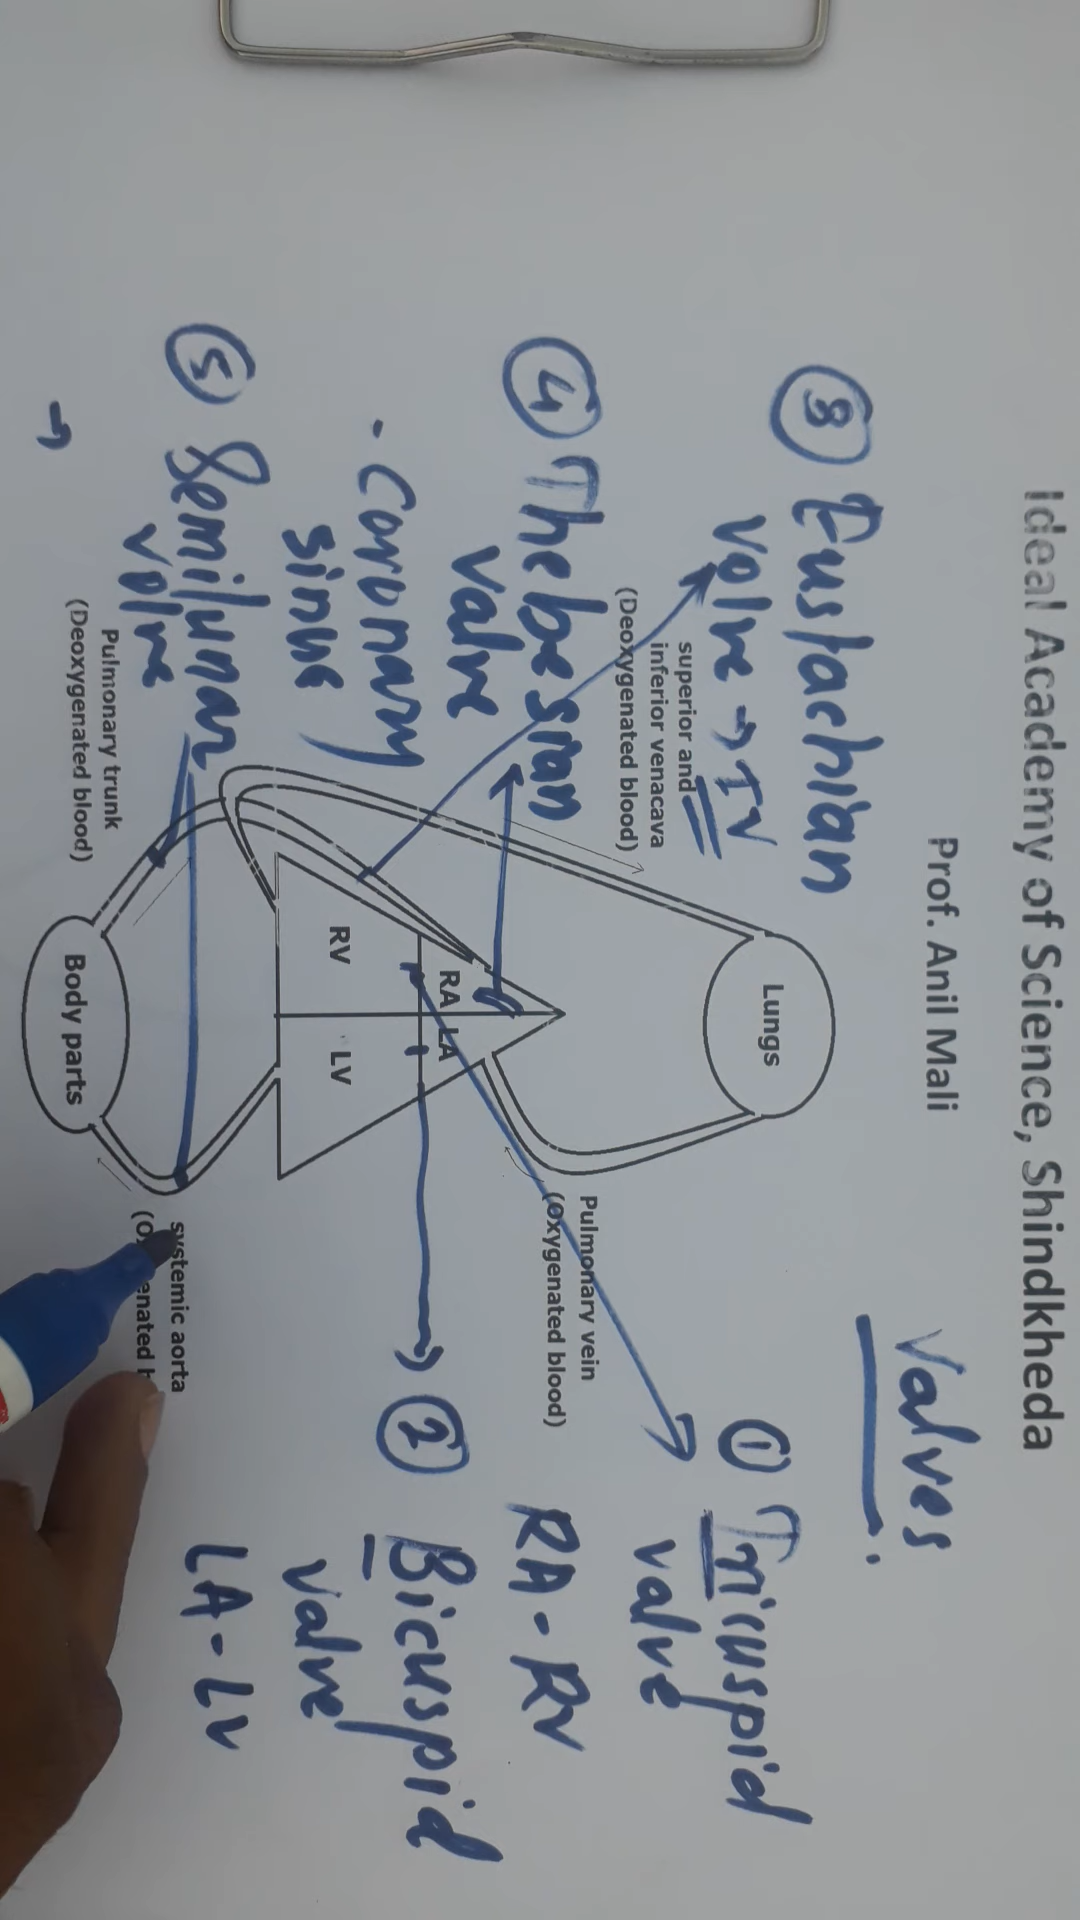 Ideal Academy of Science, Shindkheda
Prof. Anil Mali
Valves.
③ Eustachian
Valve → IV
④ Thebesian
Valve
- Coronary
sinus
⑤ Semilunar
Valve
Lungs
superior and
inferior venacava
(Deoxygenated blood)
Pulmonary vein
(Oxygenated blood)
RA
LA
RV
LV
Pulmonary trunk
(Deoxygenated blood)
Body parts
systemic aorta
① Tricuspid
valve
RA - RV
② Bicuspid
valve
LA - LV